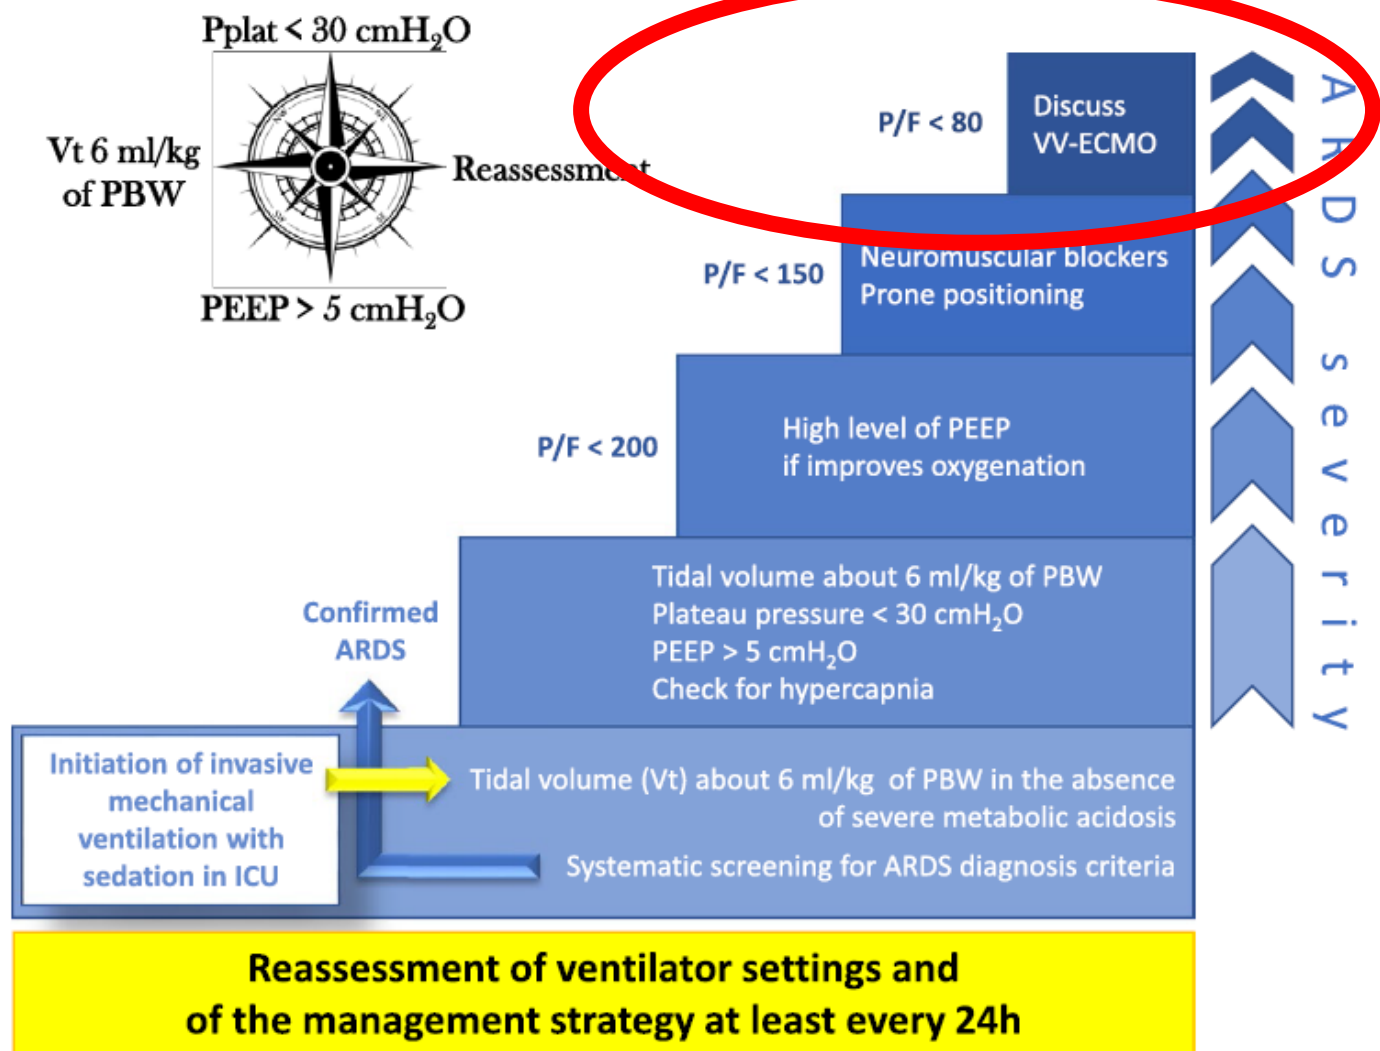 Pplat < 30 cmH₂O
Vt 6 ml/kg
of PBW
Reassessment
PEEP > 5 cmH₂O
P/F < 80
Discuss
VV-ECMO
P/F < 150
Neuromuscular blockers
Prone positioning
P/F < 200
High level of PEEP
if improves oxygenation
Confirmed
ARDS
Tidal volume about 6 ml/kg of PBW
Plateau pressure < 30 cmH₂O
PEEP > 5 cmH₂O
Check for hypercapnia
Initiation of invasive
mechanical
ventilation with
sedation in ICU
Tidal volume (Vt) about 6 ml/kg of PBW in the absence
of severe metabolic acidosis
Systematic screening for ARDS diagnosis criteria
ARDS severity
Reassessment of ventilator settings and
of the management strategy at least every 24h